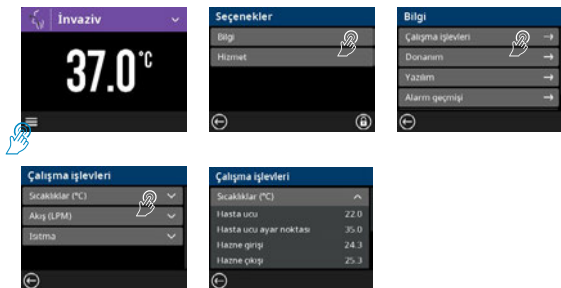 İnvaziv
37.0°C
Seçenekler
Bilgi
Hizmet
Bilgi
Çalışma işlevleri
Donanım
Yazılım
Alarm geçmişi
Çalışma işlevleri
Sıcaklıklar (°C)
Akış (LPM)
Isıtma
Çalışma işlevleri
Sıcaklıklar (°C)
Hasta ucu 22.0
Hasta ucu ayar noktası 35.0
Hazne girişi 24.3
Hazne çıkışı 25.3